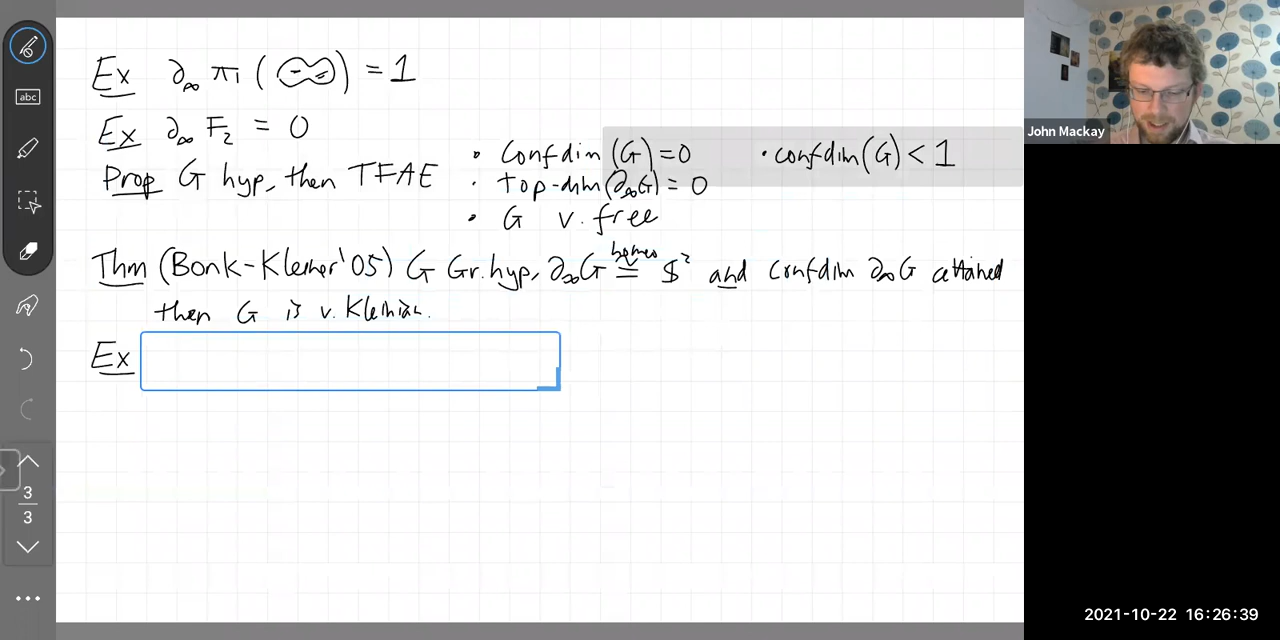 Ex ∂∞ π1 ( ) = 1
Ex ∂∞ F2 = 0
Prop G hyp, then TFAE
• Confdim (G) = 0
• confdim(G) < 1
• top-dim(∂∞G) = 0
• G v. free
Thm (Bonk-Kleiner '05) G Gr. hyp, ∂∞G ≅ S² and confdim ∂∞G attained
homeo
then G is v. Kleinian.
Ex
abc
3
3
John Mackay
2021-10-22 16:26:39